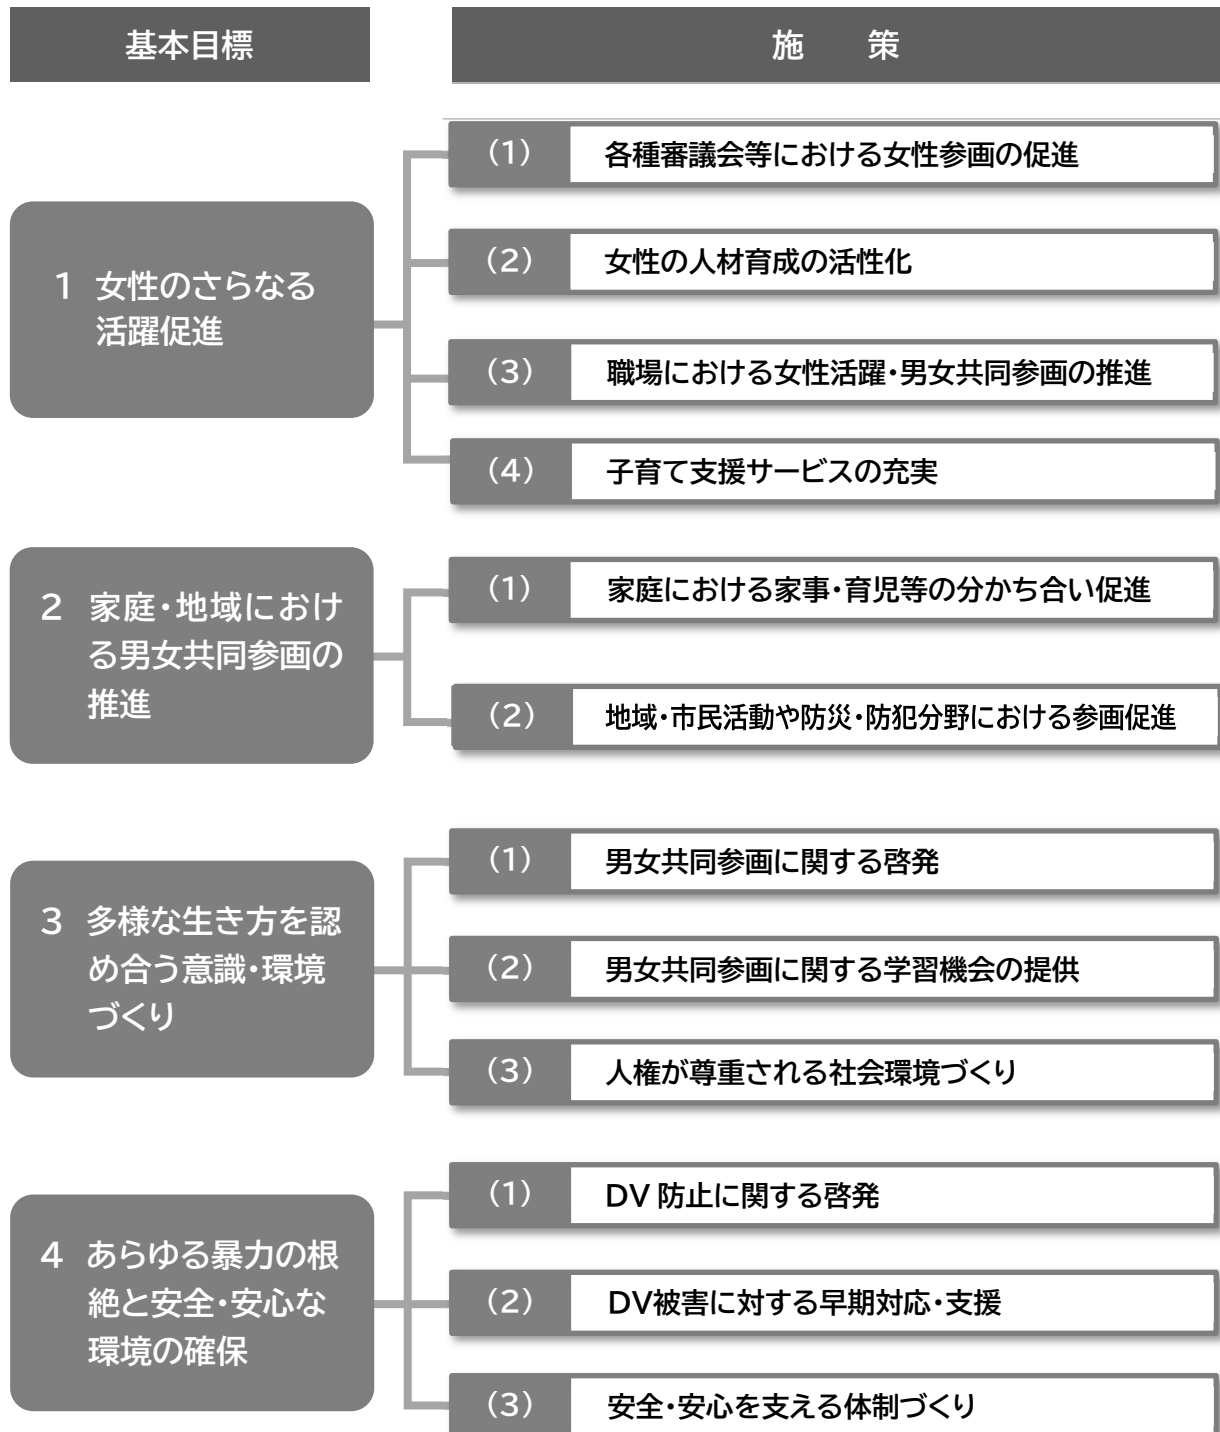 基本目標
施　策
1 女性のさらなる
活躍促進
(1) 各種審議会等における女性参画の促進
(2) 女性の人材育成の活性化
(3) 職場における女性活躍・男女共同参画の推進
(4) 子育て支援サービスの充実
2 家庭・地域におけ
る男女共同参画の
推進
(1) 家庭における家事・育児等の分かち合い促進
(2) 地域・市民活動や防災・防犯分野における参画促進
3 多様な生き方を認
め合う意識・環境
づくり
(1) 男女共同参画に関する啓発
(2) 男女共同参画に関する学習機会の提供
(3) 人権が尊重される社会環境づくり
4 あらゆる暴力の根
絶と安全・安心な
環境の確保
(1) DV 防止に関する啓発
(2) DV被害に対する早期対応・支援
(3) 安全・安心を支える体制づくり